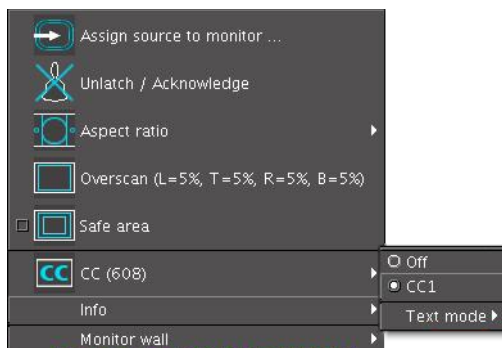 Assign source to monitor ...
Unlatch / Acknowledge
Aspect ratio
Overscan (L=5%, T=5%, R=5%, B=5%)
Safe area
CC CC (608)
Off
CC1
Info
Text mode
Monitor wall